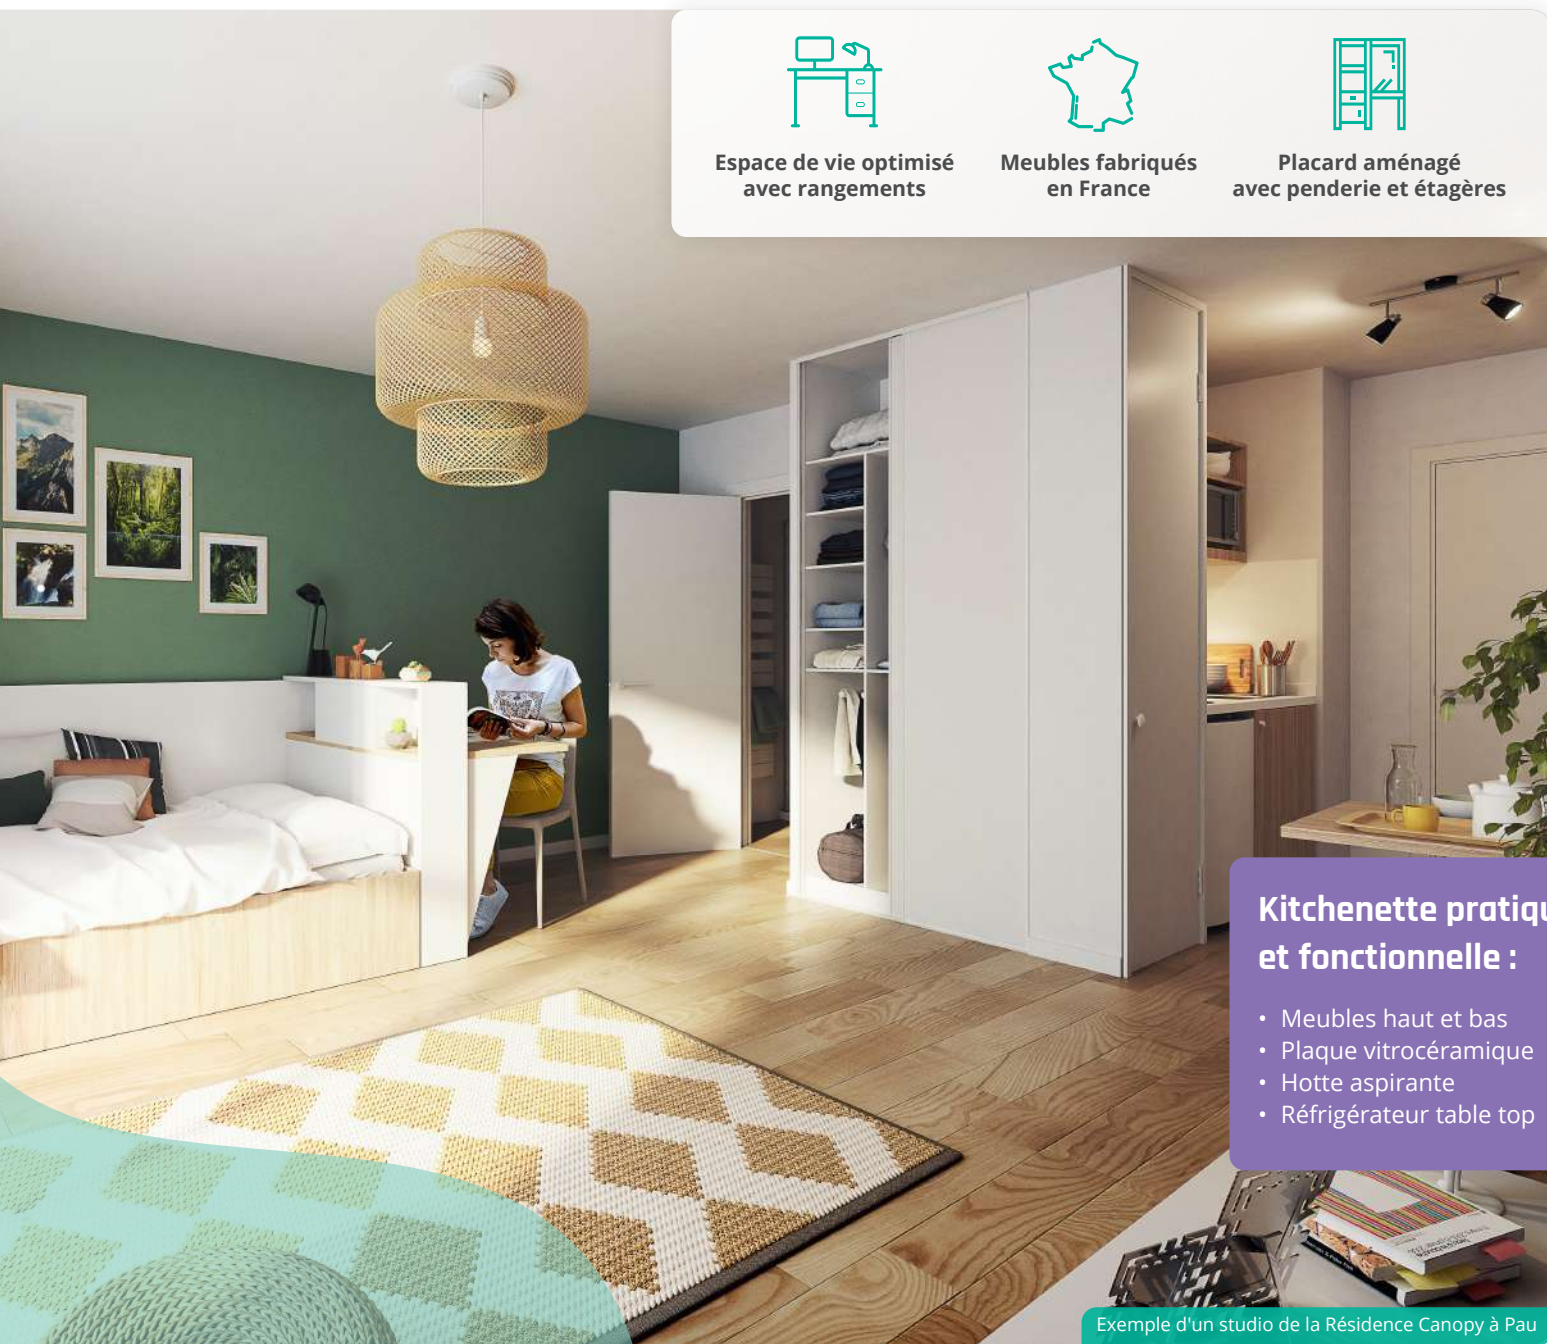 Espace de vie optimisé
avec rangements
Meubles fabriqués
en France
Placard aménagé
avec penderie et étagères
Kitchenette pratiqu
et fonctionnelle :
• Meubles haut et bas
• Plaque vitrocéramique
• Hotte aspirante
• Réfrigérateur table top
Exemple d'un studio de la Résidence Canopy à Pau